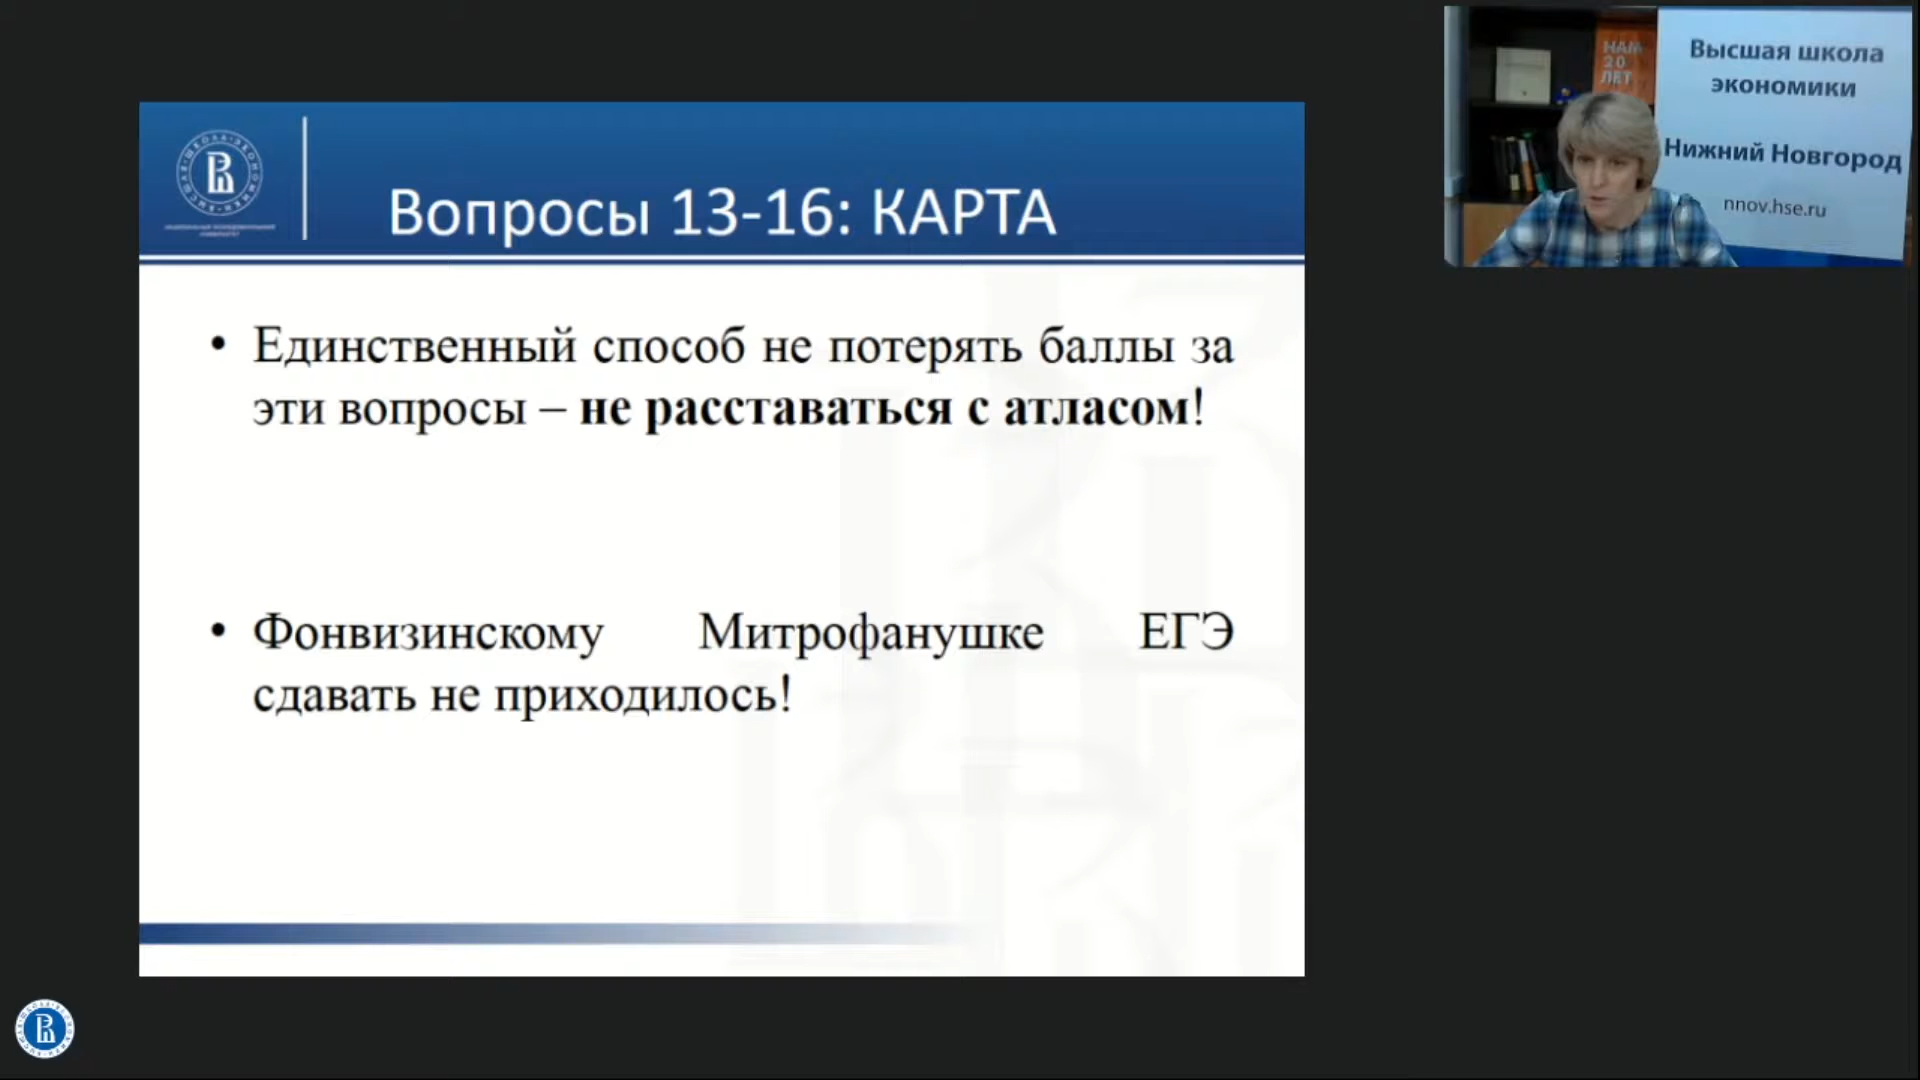 Вопросы 13-16: КАРТА
• Единственный способ не потерять баллы за
эти вопросы – не расставаться с атласом!
• Фонвизинскому Митрофанушке ЕГЭ
сдавать не приходилось!
НАМ
20
ЛЕТ
Высшая школа
экономики
Нижний Новгород
nnov.hse.ru